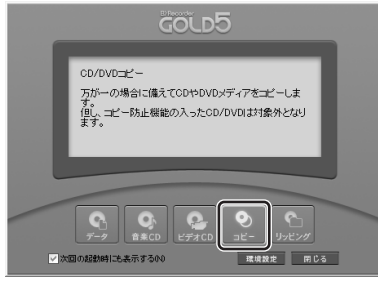 B's Recorder
GOLD5
CD/DVDコピー
万が一の場合に備えてCDやDVDメディアをコピーしま
す。
但し、コピー防止機能の入ったCD/DVDは対象外となり
ます。
データ 音楽CD ビデオCD コピー リッピング
次回の起動時にも表示する(N) 環境設定 閉じる